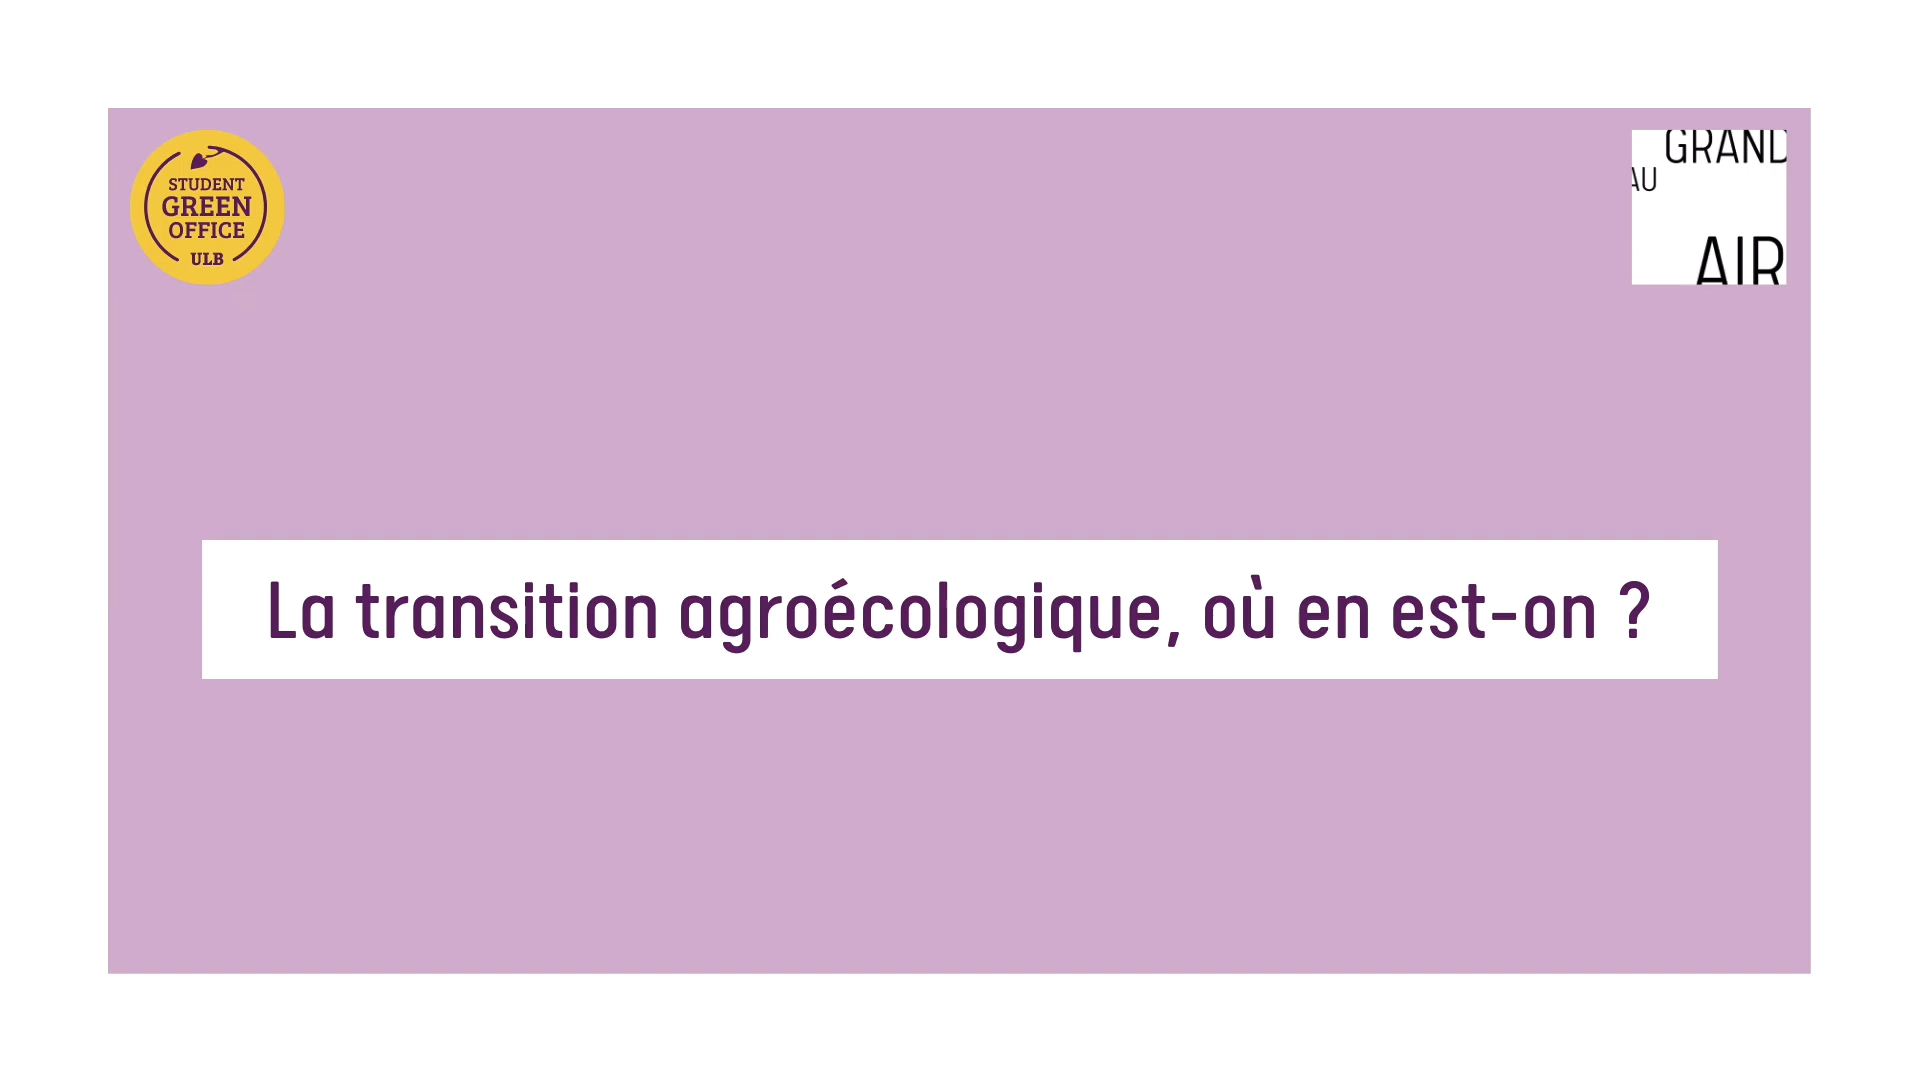 STUDENT
GREEN
OFFICE
ULB
GRAND
AU
AIR
La transition agroécologique, où en est-on ?